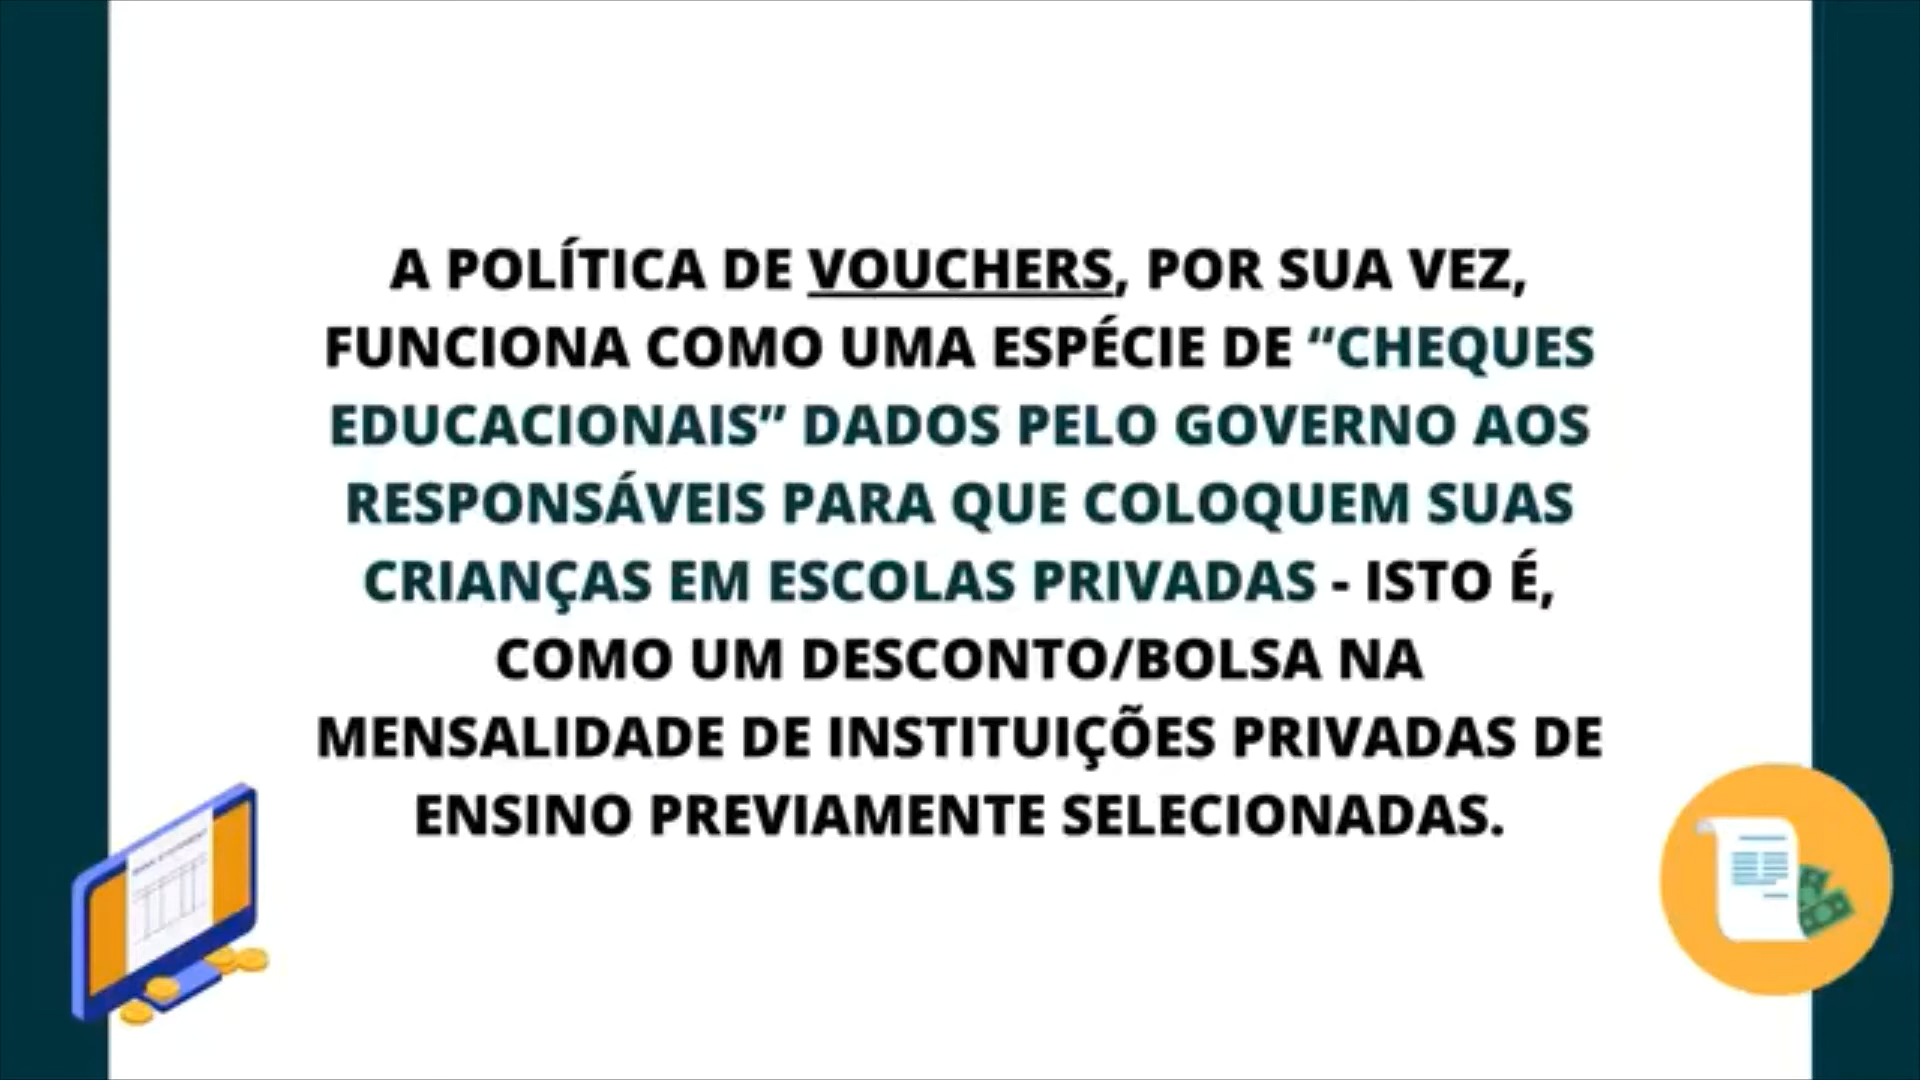 A POLÍTICA DE VOUCHERS, POR SUA VEZ,
FUNCIONA COMO UMA ESPÉCIE DE “CHEQUES
EDUCACIONAIS” DADOS PELO GOVERNO AOS
RESPONSÁVEIS PARA QUE COLOQUEM SUAS
CRIANÇAS EM ESCOLAS PRIVADAS - ISTO É,
COMO UM DESCONTO/BOLSA NA
MENSALIDADE DE INSTITUIÇÕES PRIVADAS DE
ENSINO PREVIAMENTE SELECIONADAS.